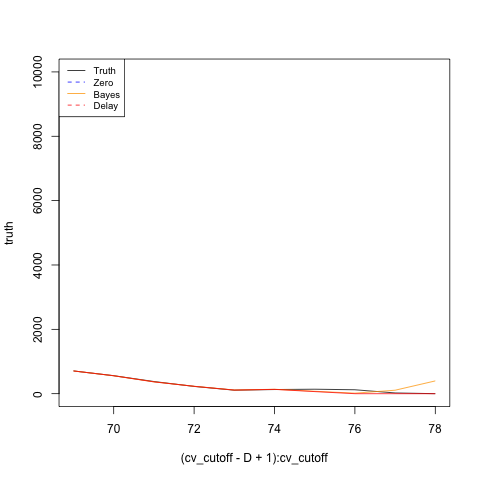 Truth
Zero
Bayes
Delay
truth
10000
8000
6000
4000
2000
0
70 72 74 76 78
(cv_cutoff - D + 1):cv_cutoff